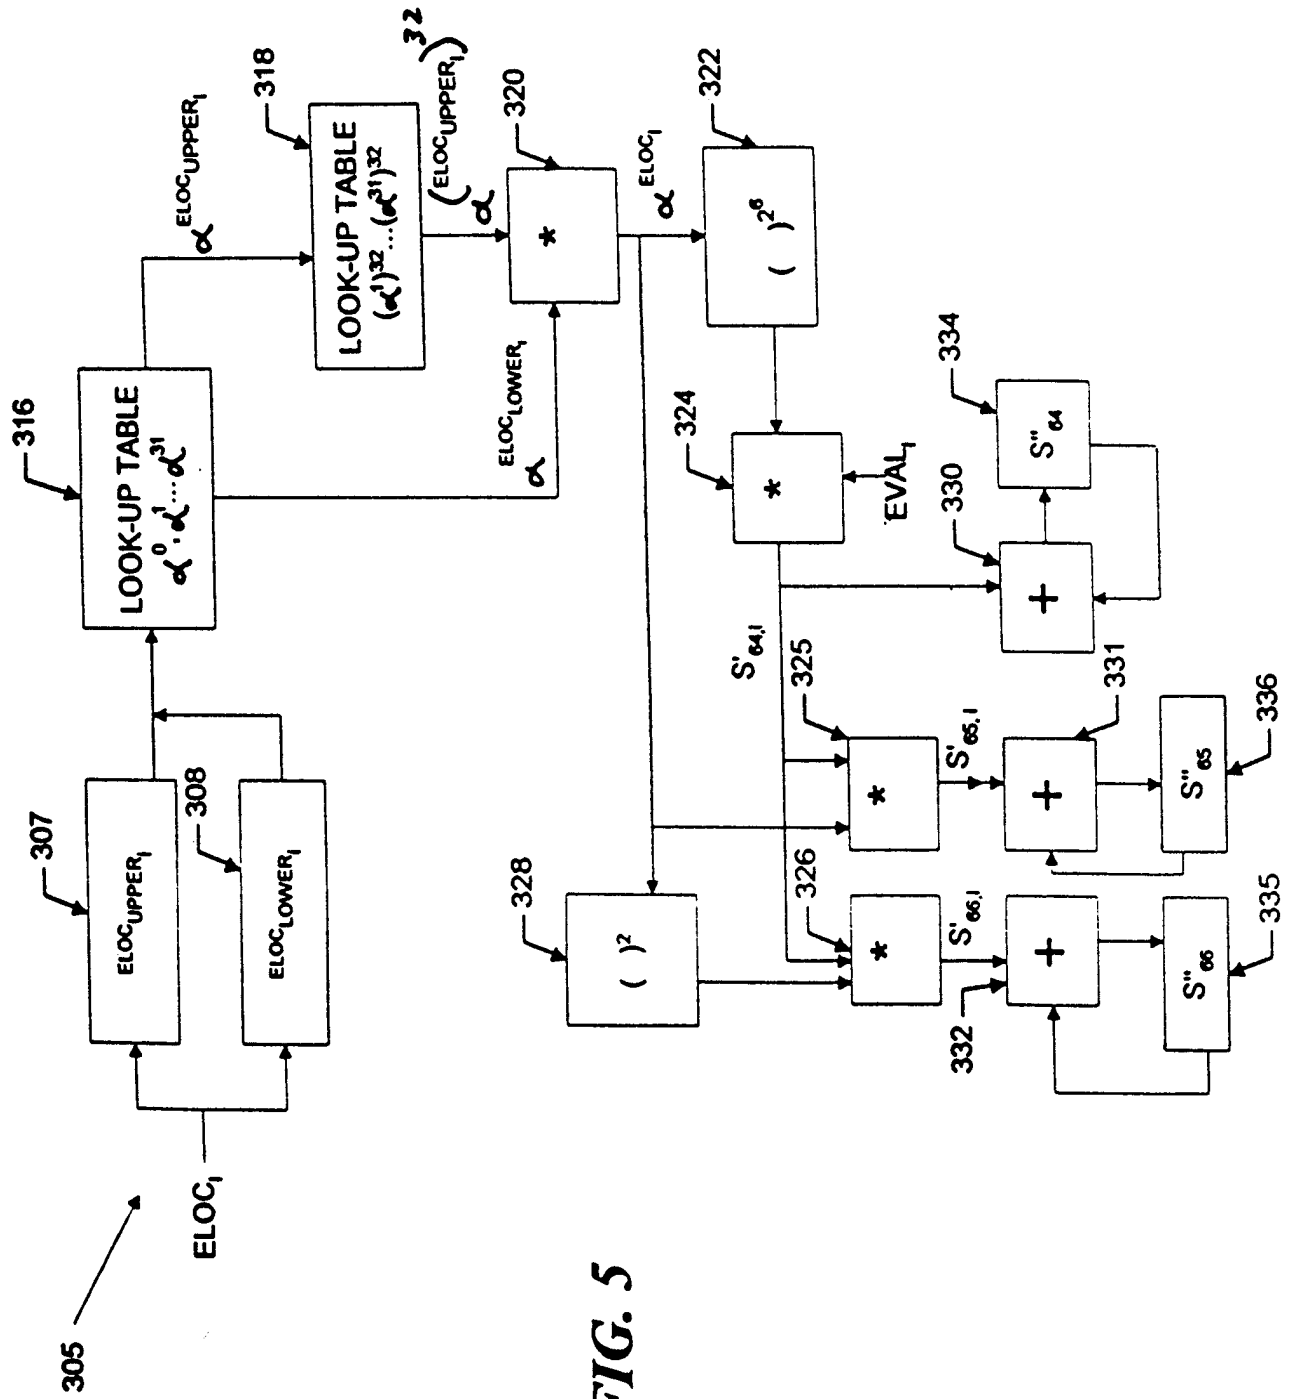 305
ELOC_I
307
ELOC_UPPER_I
308
ELOC_LOWER_I
316
LOOK-UP TABLE
α^0·α^1...α^31
α^ELOC_UPPER_I
318
LOOK-UP TABLE
(α^1)^32...(α^31)^32
α^(ELOC_UPPER_I)^32
α^ELOC_LOWER_I
320
*
α^ELOC_I
322
( )^2^6
324
*
EVAL_I
S'_64,I
328
( )^2
325
*
326
*
S'_65,I
S'_66,I
330
+
331
+
332
+
334
S''_64
336
S''_65
335
S''_66
FIG. 5